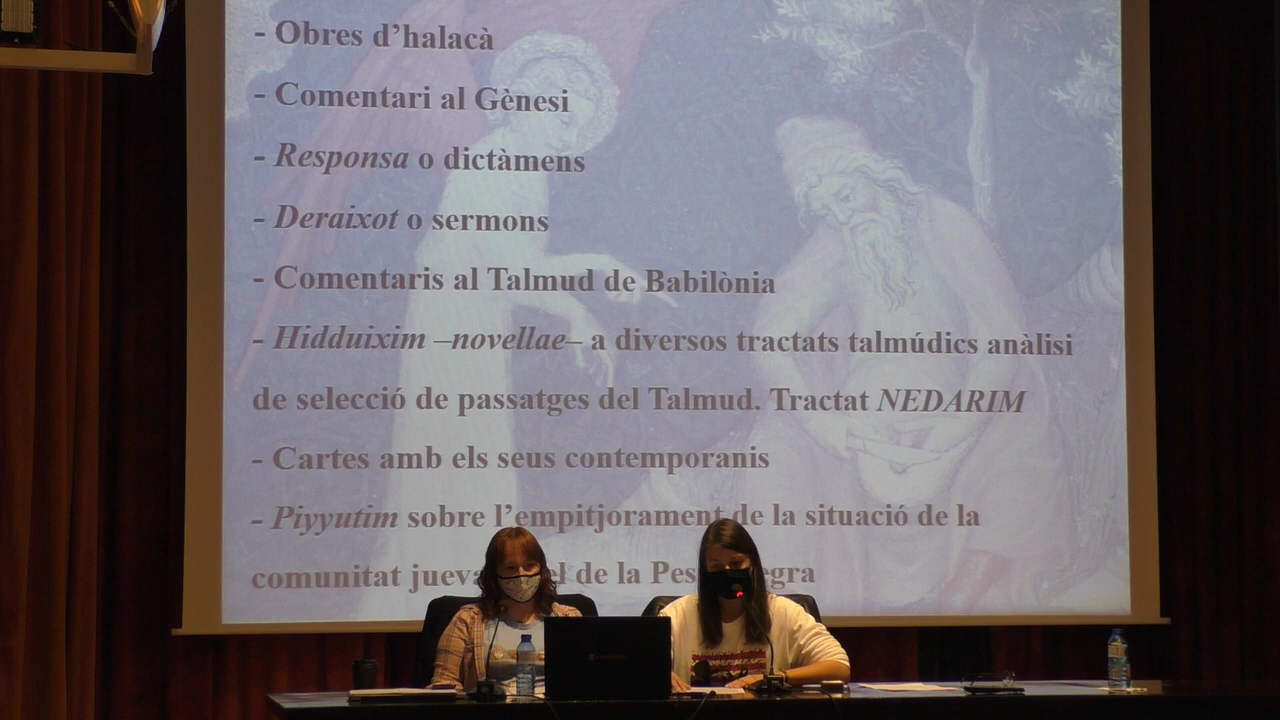 - Obres d’halacà
- Comentari al Gènesi
- Responsa o dictàmens
- Deraixot o sermons
- Comentaris al Talmud de Babilònia
- Hidduixim –novellae– a diversos tractats talmúdics anàlisi
de selecció de passatges del Talmud. Tractat NEDARIM
- Cartes amb els seus contemporanis
- Piyyutim sobre l’empitjorament de la situació de la
comunitat de la